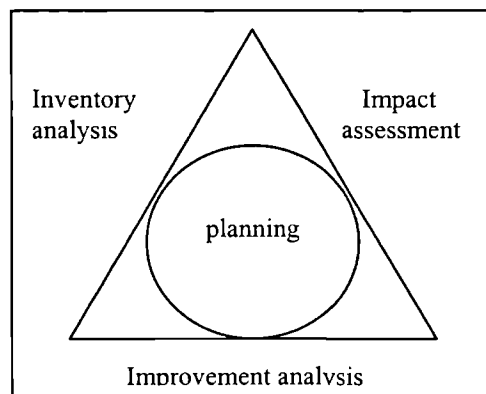 Inventory
analysis
Impact
assessment
planning
Improvement analysis